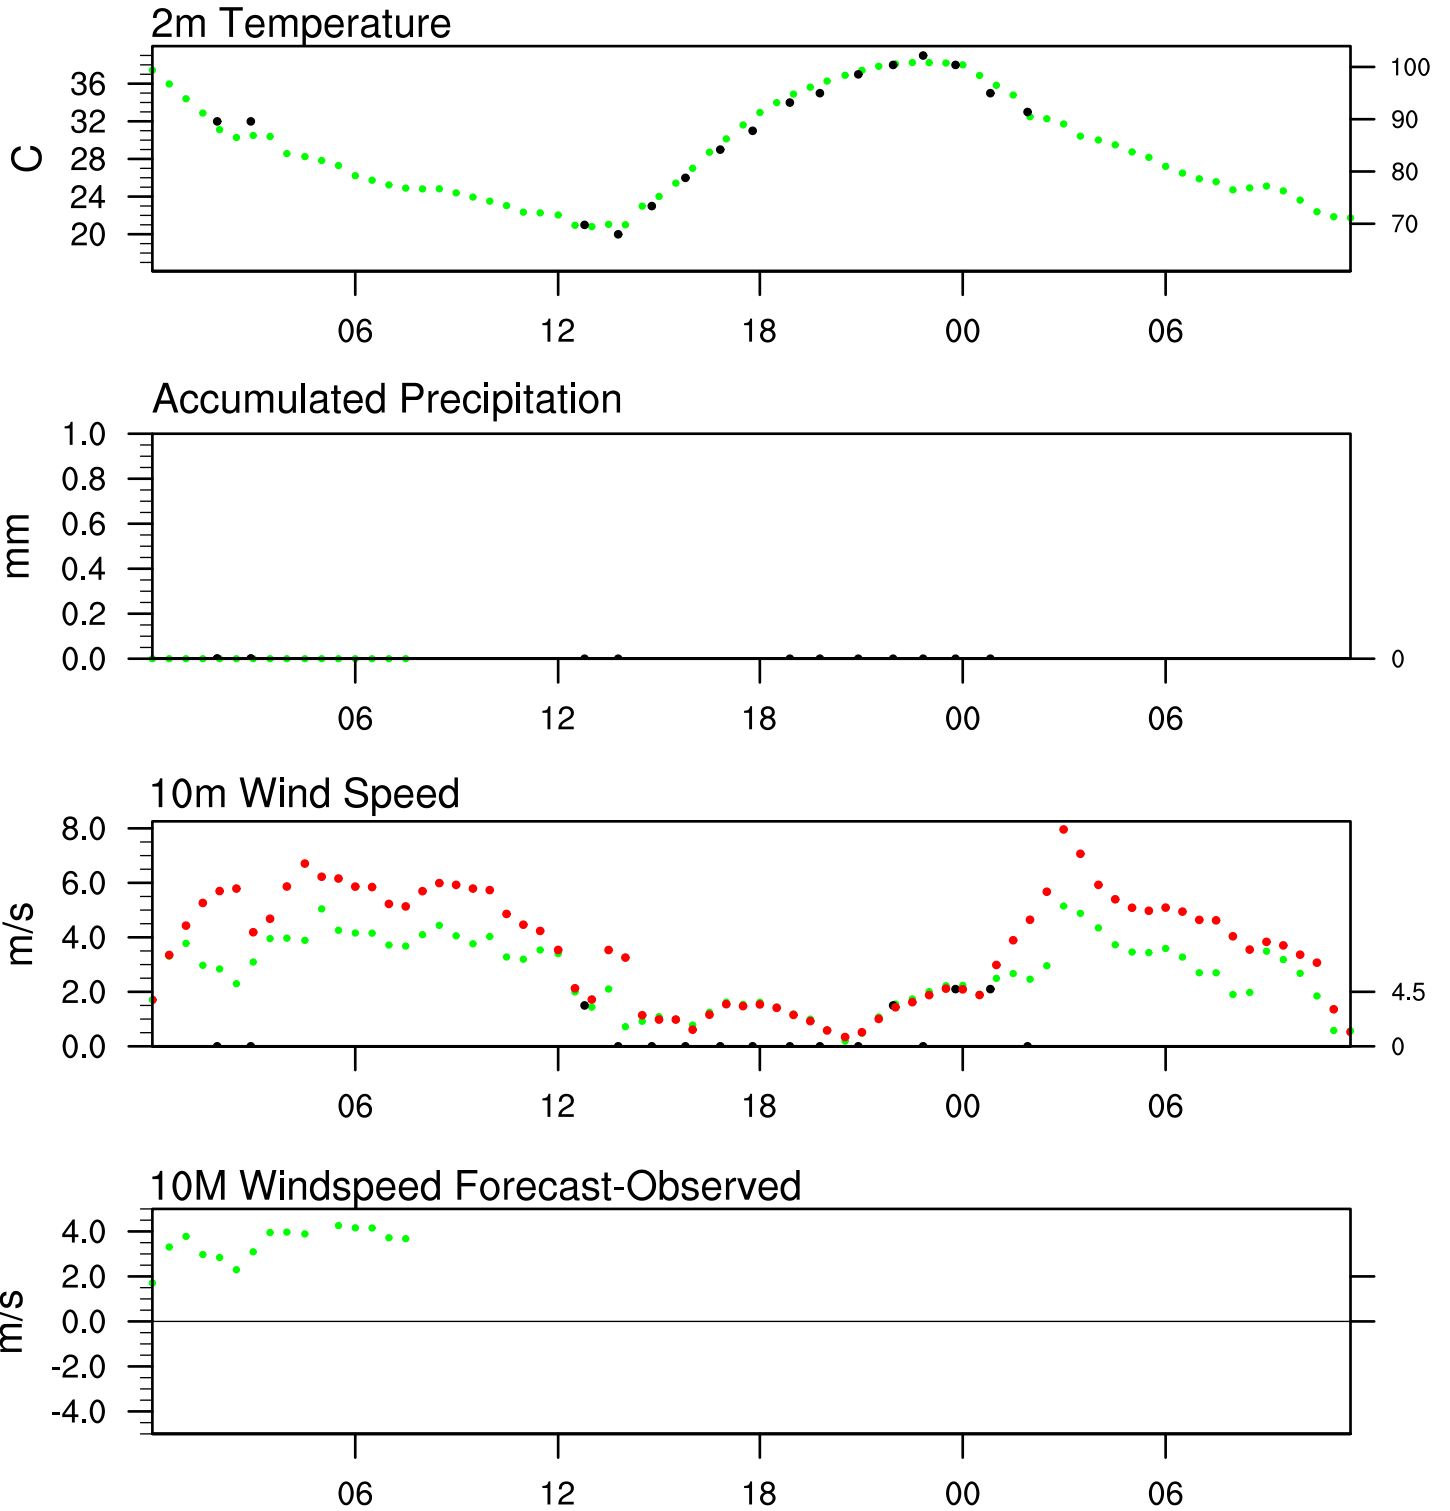 2m Temperature
C
36
32
28
24
20
100
90
80
70
06 12 18 00 06
Accumulated Precipitation
mm
1.0
0.8
0.6
0.4
0.2
0.0
0
06 12 18 00 06
10m Wind Speed
m/s
8.0
6.0
4.0
2.0
0.0
4.5
0
06 12 18 00 06
10M Windspeed Forecast-Observed
m/s
4.0
2.0
0.0
-2.0
-4.0
06 12 18 00 06